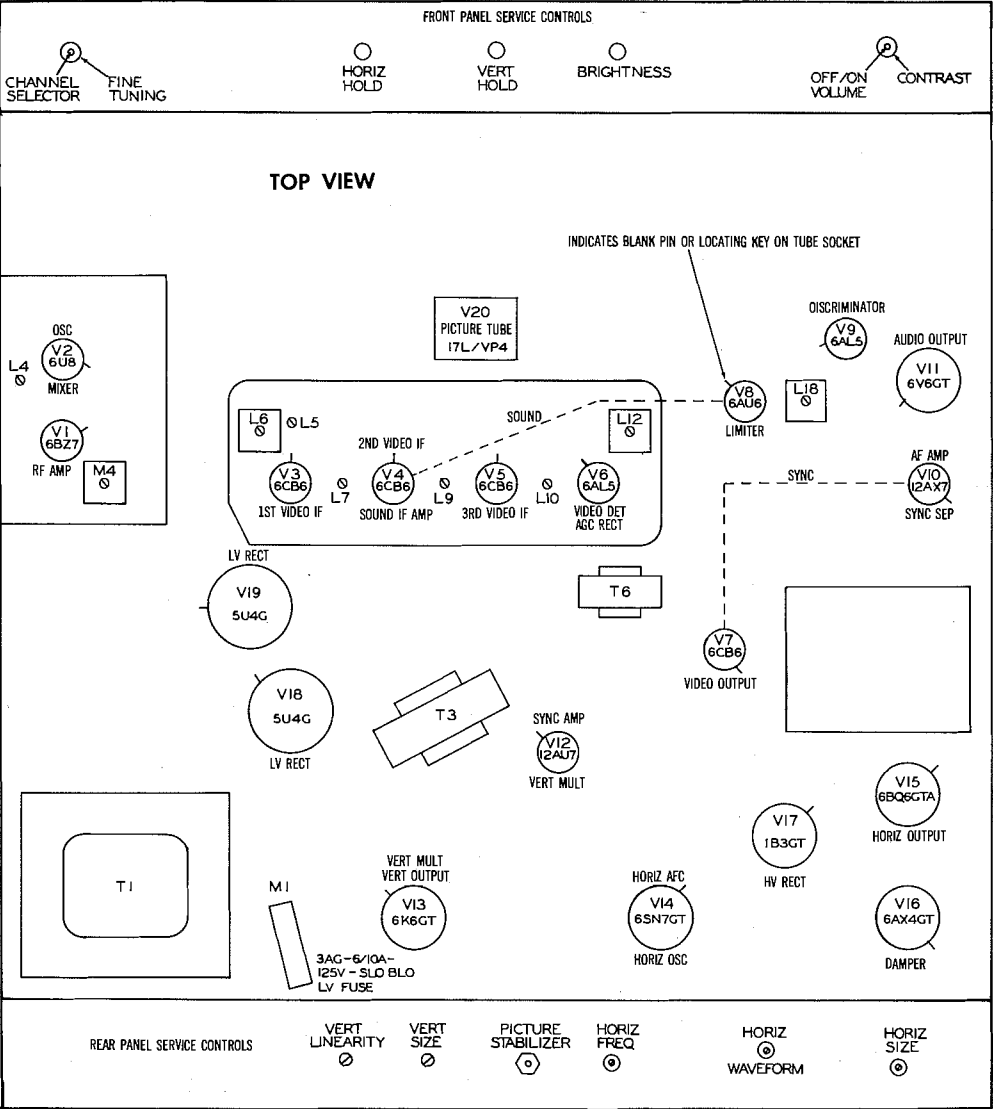 FRONT PANEL SERVICE CONTROLS
CHANNEL
SELECTOR
FINE
TUNING
HORIZ
HOLD
VERT
HOLD
BRIGHTNESS
OFF/ON
VOLUME
CONTRAST
TOP VIEW
INDICATES BLANK PIN OR LOCATING KEY ON TUBE SOCKET
OSC
V2
6U8
MIXER
L4
V1
6BZ7
RF AMP
M4
V20
PICTURE TUBE
17L/VP4
OISCRIMINATOR
V9
6AL5
AUDIO OUTPUT
V11
6V6GT
V8
6AU6
LIMITER
L18
L6
L5
2ND VIDEO IF
SOUND
L12
V3
6CB6
1ST VIDEO IF
L7
V4
6CB6
SOUND IF AMP
L9
V5
6CB6
3RD VIDEO IF
L10
V6
6AL5
VIDEO DET
AGC RECT
SYNC
AF AMP
V10
12AX7
SYNC SEP
LV RECT
V19
5U4G
T6
V7
6CB6
VIDEO OUTPUT
V18
5U4G
LV RECT
T3
SYNC AMP
V12
12AU7
VERT MULT
V15
6BQ6GTA
HORIZ OUTPUT
V17
1B3GT
HV RECT
T1
M1
3AG-6/10A-
125V-SLO BLO
LV FUSE
VERT MULT
VERT OUTPUT
V13
6K6GT
HORIZ AFC
V14
6SN7GT
HORIZ OSC
V16
6AX4GT
DAMPER
REAR PANEL SERVICE CONTROLS
VERT
LINEARITY
VERT
SIZE
PICTURE
STABILIZER
HORIZ
FREQ
HORIZ
WAVEFORM
HORIZ
SIZE